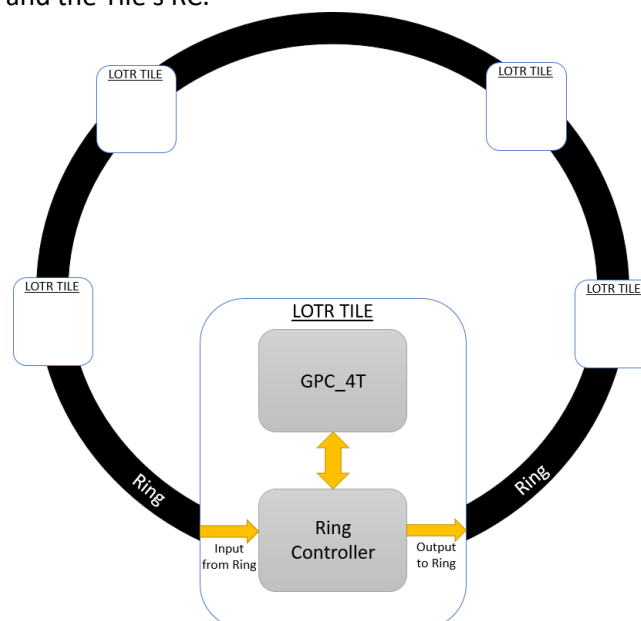 and the Tile's RC.
LOTR TILE
LOTR TILE
LOTR TILE
LOTR TILE
LOTR TILE
GPC_4T
Ring
Ring
Ring
Controller
Input
from Ring
Output
to Ring